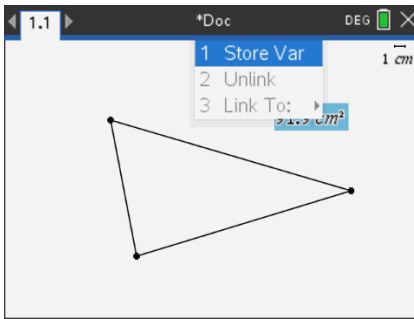 1.1 *Doc DEG
1 Store Var
1 cm
2 Unlink
3 Link To:
cm²